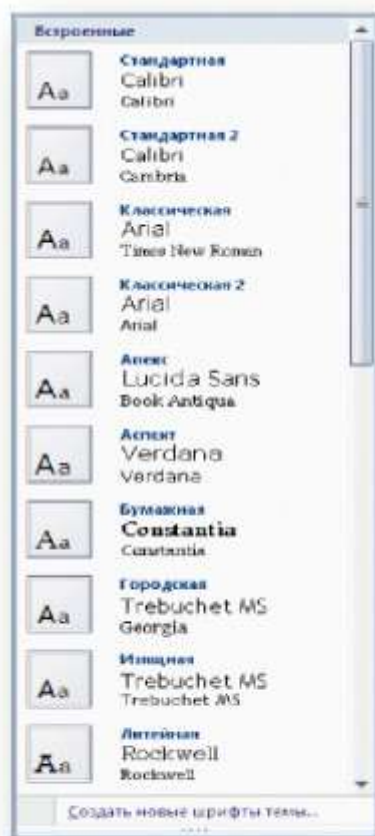 Встроенные
Aa
Стандартная
Calibri
Calibri
Aa
Стандартная 2
Calibri
Cambria
Aa
Классическая
Arial
Times New Roman
Aa
Классическая 2
Arial
Arial
Aa
Апекс
Lucida Sans
Book Antiqua
Aa
Аспект
Verdana
Verdana
Aa
Бумажная
Constantia
Constantia
Aa
Городская
Trebuchet MS
Georgia
Aa
Изящная
Trebuchet MS
Trebuchet MS
Aa
Литейная
Rockwell
Rockwell
Создать новые шрифты темы...